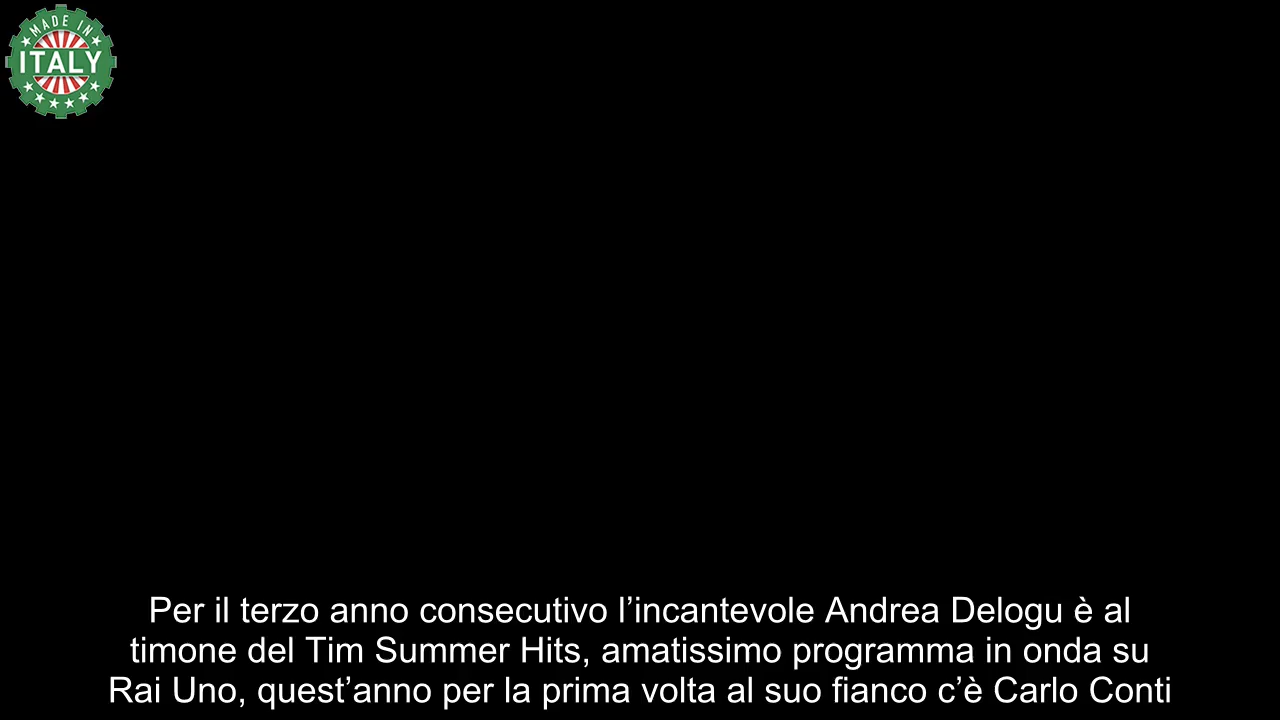 MADE IN
ITALY
Per il terzo anno consecutivo l’incantevole Andrea Delogu è al
timone del Tim Summer Hits, amatissimo programma in onda su
Rai Uno, quest’anno per la prima volta al suo fianco c’è Carlo Conti